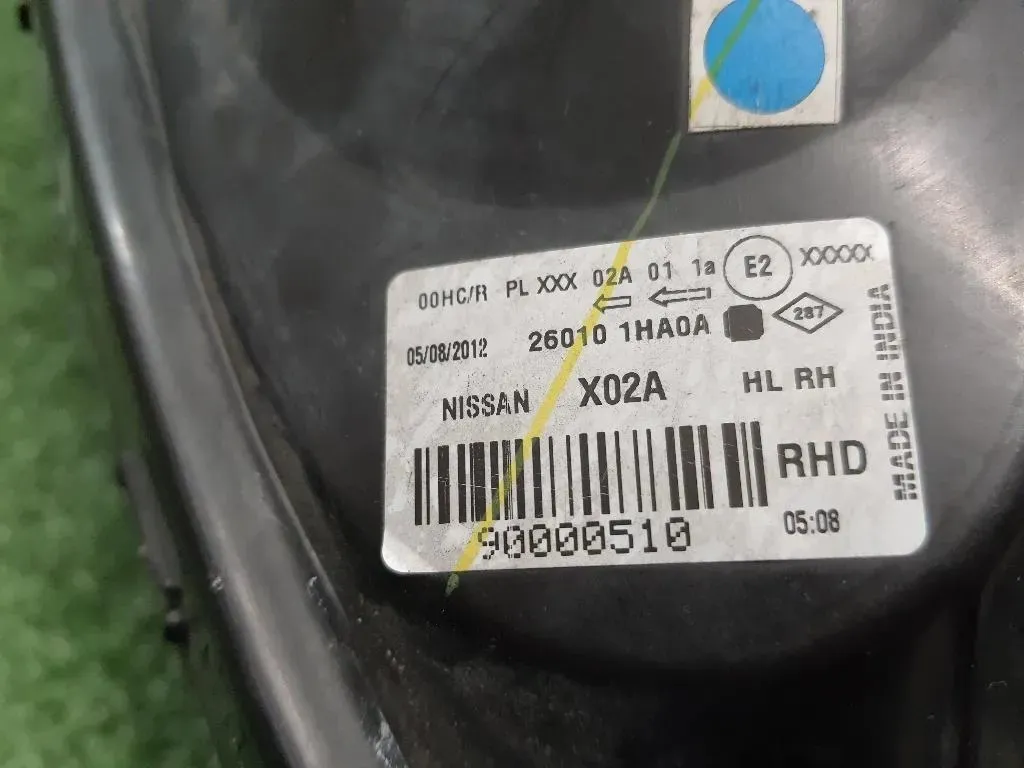 00HC/R PL XXX 02A 01 1a E2 XXXXX
05/08/2012 26010 1HA0A 287
NISSAN X02A HL RH
RHD
90000510 05:08
MADE IN INDIA